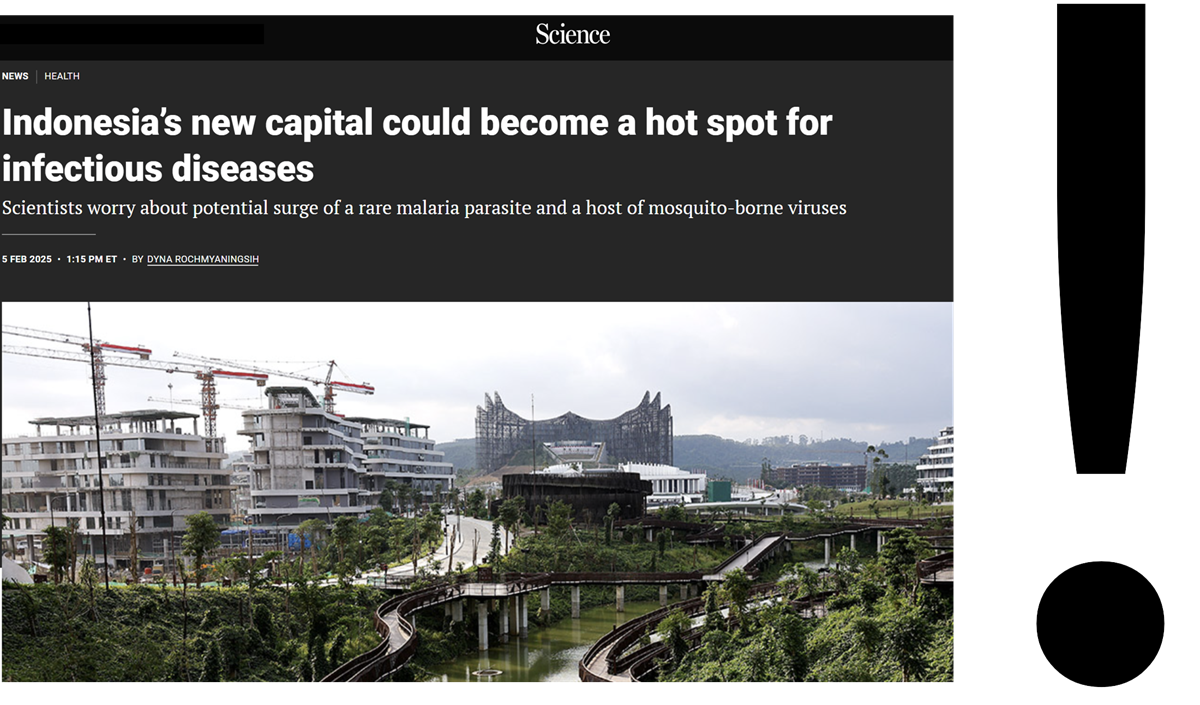 Science
NEWS | HEALTH
Indonesia’s new capital could become a hot spot for
infectious diseases
Scientists worry about potential surge of a rare malaria parasite and a host of mosquito-borne viruses
5 FEB 2025 • 1:15 PM ET • BY DYNA ROCHMYANINGSIH
!